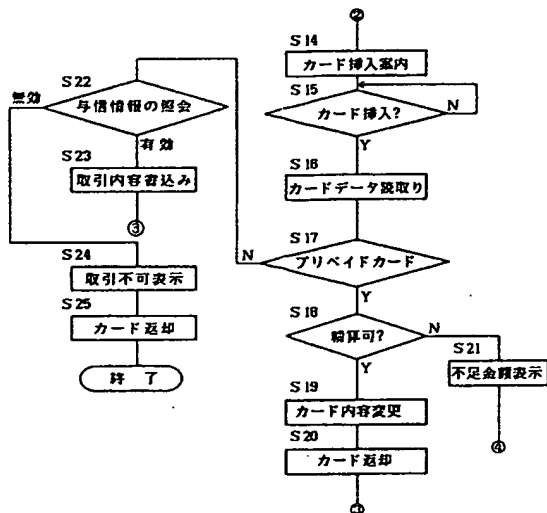 ②
S14
カード挿入案内
S15
カード挿入?
N
Y
S16
カードデータ読取り
S17
プリペイドカード
N
Y
S18
精算可?
N
Y
S21
不足金額表示
④
S19
カード内容変更
S20
カード返却
③
S22
与信情報の照会
無効
有効
S23
取引内容書込み
③
S24
取引不可表示
S25
カード返却
終了